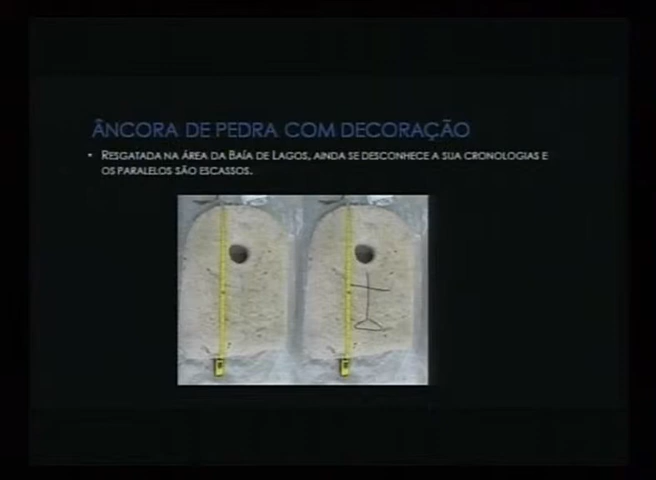 ÂNCORA DE PEDRA COM DECORAÇÃO
• RESGATADA NA ÁREA DA BAÍA DE LAGOS, AINDA SE DESCONHECE A SUA CRONOLOGIAS E
OS PARALELOS SÃO ESCASSOS.